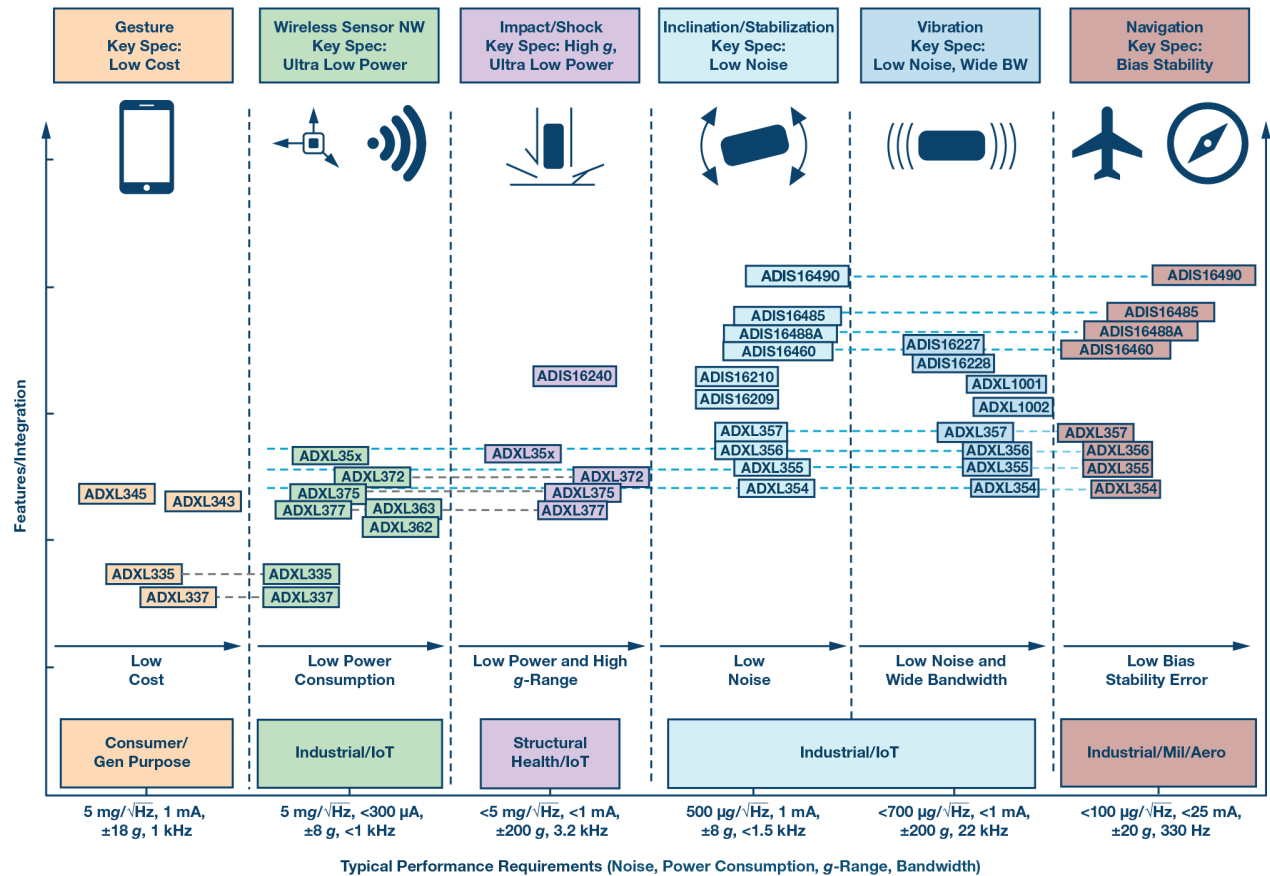 Gesture
Key Spec:
Low Cost
Wireless Sensor NW
Key Spec:
Ultra Low Power
Impact/Shock
Key Spec: High g,
Ultra Low Power
Inclination/Stabilization
Key Spec:
Low Noise
Vibration
Key Spec:
Low Noise, Wide BW
Navigation
Key Spec:
Bias Stability
Features/Integration
ADXL345
ADXL343
ADXL335
ADXL337
ADXL35x
ADXL372
ADXL375
ADXL377
ADXL363
ADXL362
ADXL335
ADXL337
ADIS16240
ADXL35x
ADXL372
ADXL375
ADXL377
ADIS16490
ADIS16485
ADIS16488A
ADIS16460
ADIS16210
ADIS16209
ADXL357
ADXL356
ADXL355
ADXL354
ADIS16227
ADIS16228
ADXL1001
ADXL1002
ADXL357
ADXL356
ADXL355
ADXL354
ADIS16490
ADIS16485
ADIS16488A
ADIS16460
ADXL357
ADXL356
ADXL355
ADXL354
Low
Cost
Low Power
Consumption
Low Power and High
g-Range
Low
Noise
Low Noise and
Wide Bandwidth
Low Bias
Stability Error
Consumer/
Gen Purpose
Industrial/IoT
Structural
Health/IoT
Industrial/IoT
Industrial/Mil/Aero
5 mg/√Hz, 1 mA,
±18 g, 1 kHz
5 mg/√Hz, <300 μA,
±8 g, <1 kHz
<5 mg/√Hz, <1 mA,
±200 g, 3.2 kHz
500 μg/√Hz, 1 mA,
±8 g, <1.5 kHz
<700 μg/√Hz, <1 mA,
±200 g, 22 kHz
<100 μg/√Hz, <25 mA,
±20 g, 330 Hz
Typical Performance Requirements (Noise, Power Consumption, g-Range, Bandwidth)